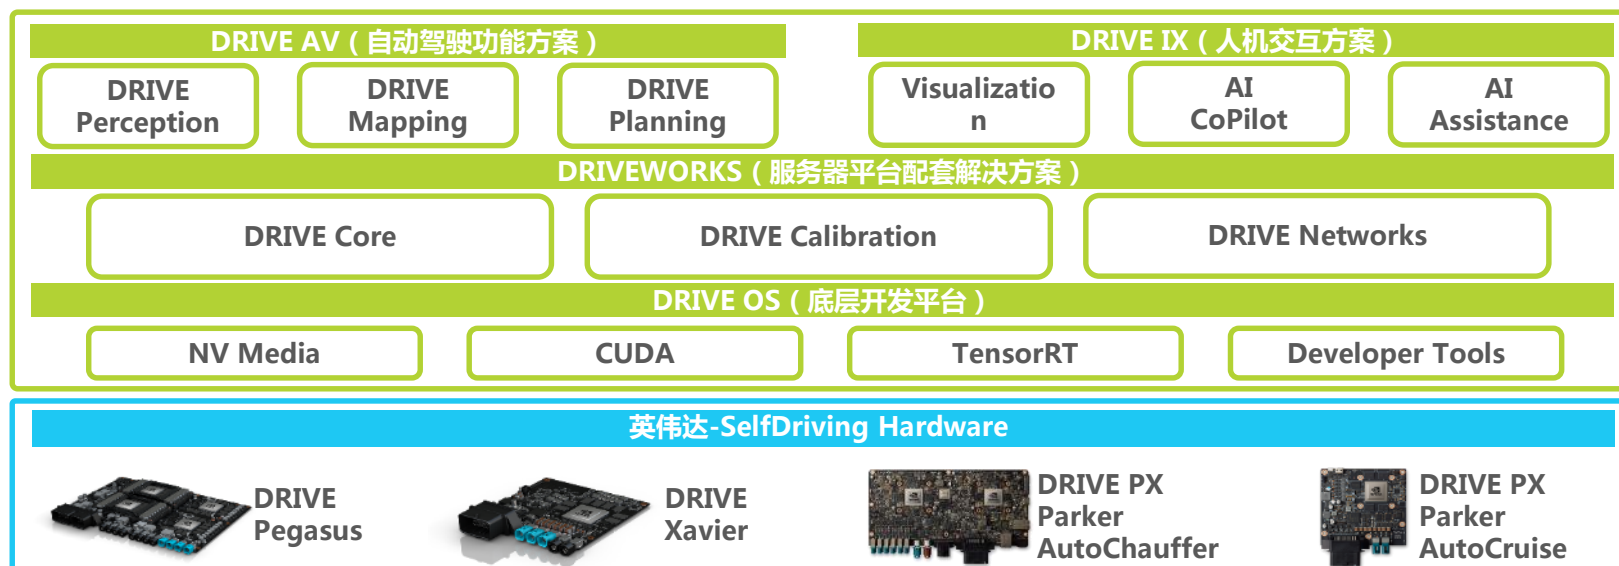 DRIVE AV（自动驾驶功能方案）
DRIVE IX（人机交互方案）
DRIVE
Perception
DRIVE
Mapping
DRIVE
Planning
Visualizatio
n
AI
CoPilot
AI
Assistance
DRIVEWORKS（服务器平台配套解决方案）
DRIVE Core
DRIVE Calibration
DRIVE Networks
DRIVE OS（底层开发平台）
NV Media
CUDA
TensorRT
Developer Tools
英伟达-SelfDriving Hardware
DRIVE
Pegasus
DRIVE
Xavier
DRIVE PX
Parker
AutoChauffer
DRIVE PX
Parker
AutoCruise